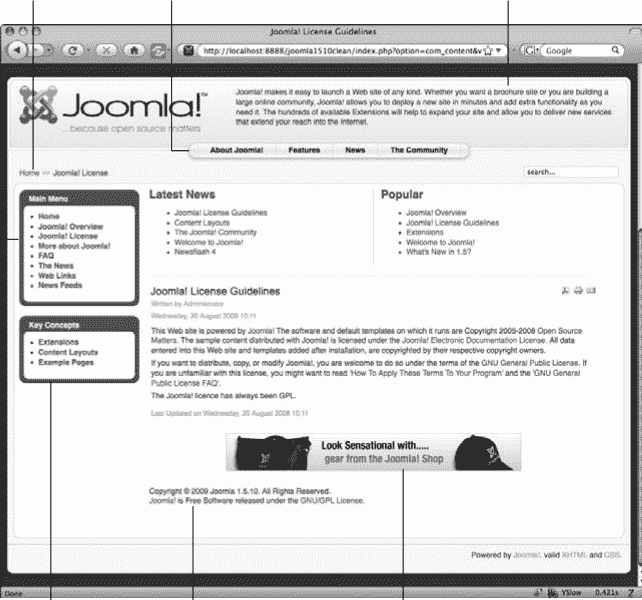 Joomla! License Guidelines
http://localhost:8888/joomla1510clean/index.php?option=com_content&v
Google
Joomla!™
...because open source matters
Joomla! makes it easy to launch a Web site of any kind. Whether you want a brochure site or you are building a
large online community, Joomla! allows you to deploy a new site in minutes and add extra functionality as you
need it. The hundreds of available Extensions will help to expand your site and allow you to deliver new services
that extend your reach into the Internet.
About Joomla! Features News The Community
Home >> Joomla! License
search...
Main Menu
Home
Joomla! Overview
Joomla! License
More about Joomla!
FAQ
The News
Web Links
News Feeds
Key Concepts
Extensions
Content Layouts
Example Pages
Latest News
Joomla! License Guidelines
Content Layouts
The Joomla! Community
Welcome to Joomla!
Newsflash 4
Popular
Joomla! Overview
Joomla! License Guidelines
Extensions
Welcome to Joomla!
What's New in 1.5?
Joomla! License Guidelines
Written by Administrator
Wednesday, 20 August 2008 10:11
This Web site is powered by Joomla! The software and default templates on which it runs are Copyright 2005-2008 Open Source
Matters. The sample content distributed with Joomla! is licensed under the Joomla! Electronic Documentation License. All data
entered into this Web site and templates added after installation, are copyrighted by their respective copyright owners.
If you want to distribute, copy, or modify Joomla!, you are welcome to do so under the terms of the GNU General Public License. If
you are unfamiliar with this license, you might want to read 'How To Apply These Terms To Your Program' and the 'GNU General
Public License FAQ'.
The Joomla! licence has always been GPL.
Last Updated on Wednesday, 20 August 2008 10:11
Look Sensational with.....
gear from the Joomla! Shop
Copyright © 2009 Joomla 1.5.10. All Rights Reserved.
Joomla! is Free Software released under the GNU/GPL License.
Powered by Joomla!. valid XHTML and CSS.
Done
YSlow 0.421s